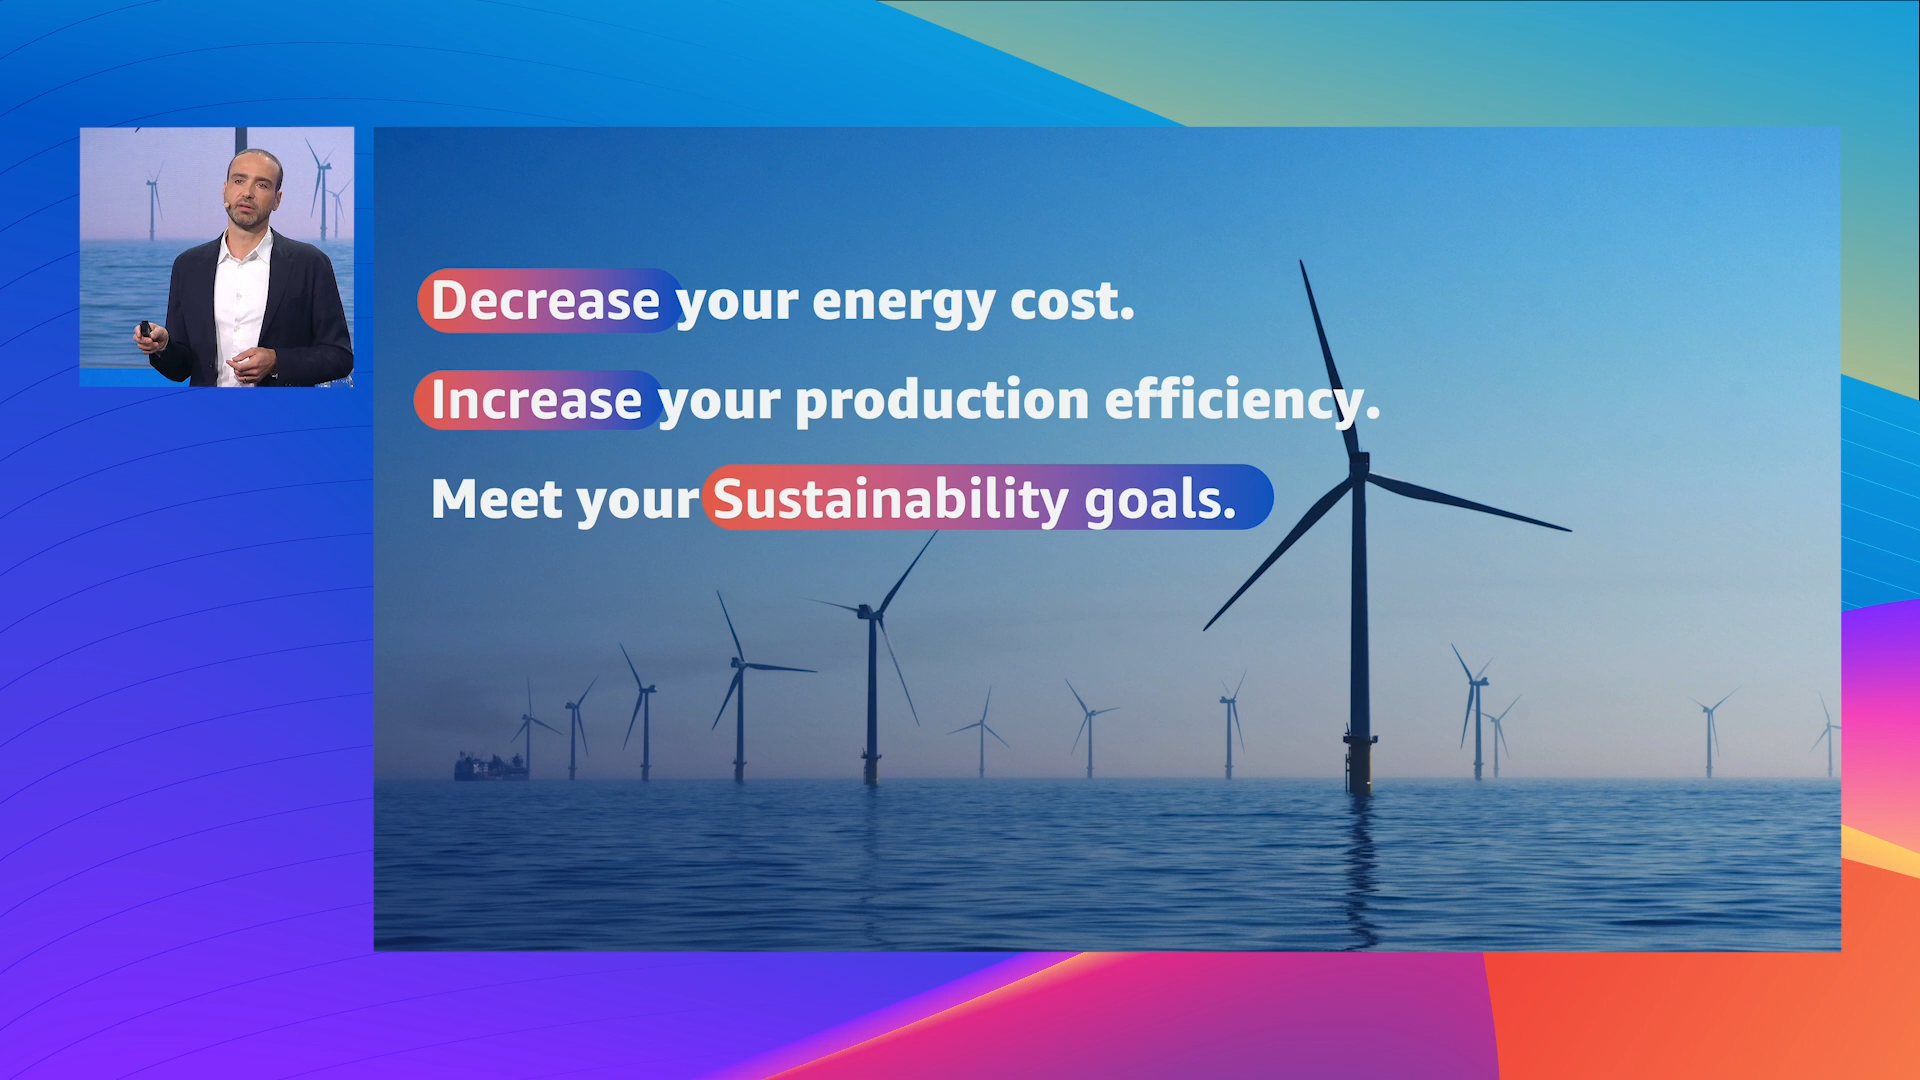 Decrease your energy cost.
Increase your production efficiency.
Meet your Sustainability goals.